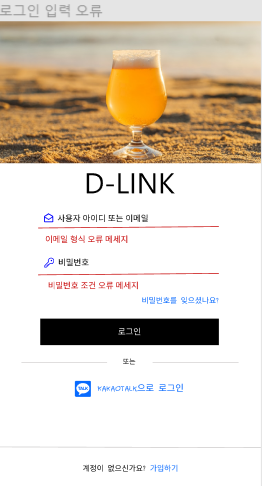 로그인 입력 오류
D-LINK
사용자 아이디 또는 이메일
이메일 형식 오류 메세지
비밀번호
비밀번호 조건 오류 메세지
비밀번호를 잊으셨나요?
로그인
또는
TALK KAKAOTALK으로 로그인
계정이 없으신가요? 가입하기